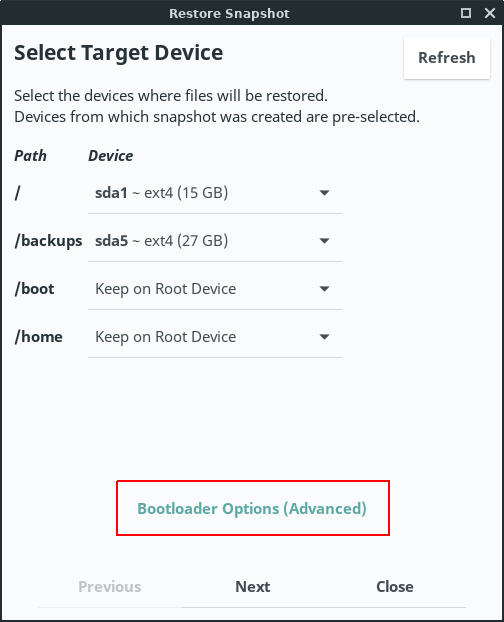 Restore Snapshot
Select Target Device
Refresh
Select the devices where files will be restored.
Devices from which snapshot was created are pre-selected.
Path Device
/ sda1 ~ ext4 (15 GB)
/backups sda5 ~ ext4 (27 GB)
/boot Keep on Root Device
/home Keep on Root Device
Bootloader Options (Advanced)
Previous Next Close